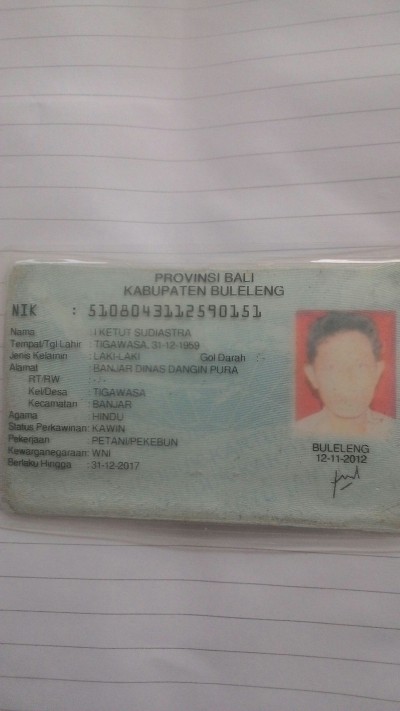 PROVINSI BALI
KABUPATEN BULELENG
NIK : 5108043112590151
Nama : I KETUT SUDIASTRA
Tempat/Tgl Lahir : TIGAWASA, 31-12-1959
Jenis Kelamin : LAKI-LAKI Gol Darah : -
Alamat : BANJAR DINAS DANGIN PURA
RT/RW : -/-
Kel/Desa : TIGAWASA
Kecamatan : BANJAR
Agama : HINDU
Status Perkawinan: KAWIN
Pekerjaan : PETANI/PEKEBUN
Kewarganegaraan: WNI
Berlaku Hingga : 31-12-2017
BULELENG
12-11-2012